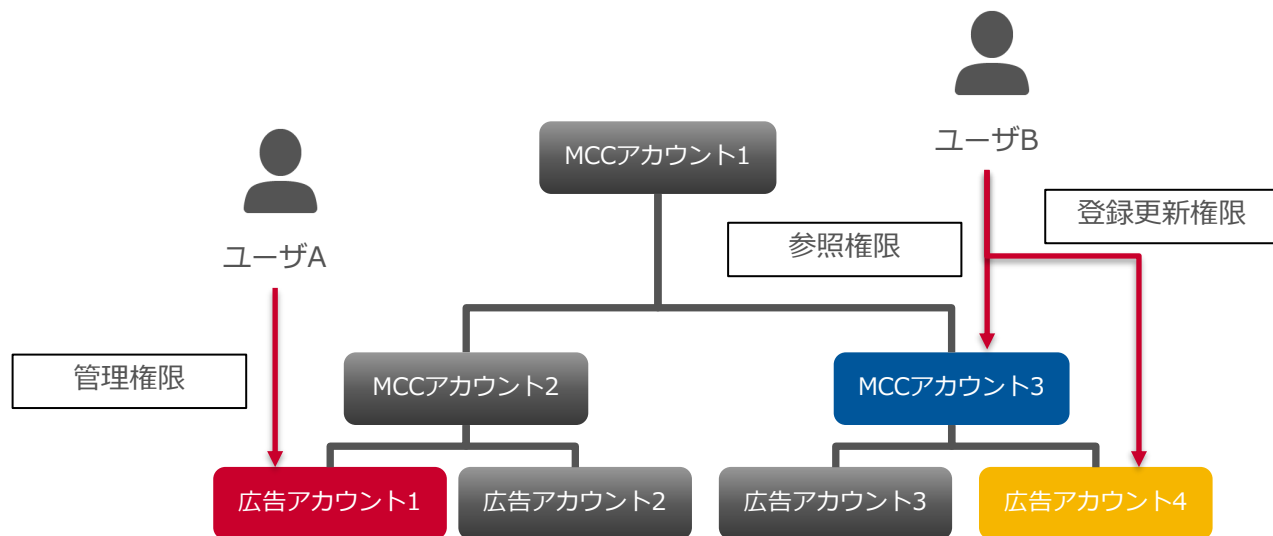 MCCアカウント1
ユーザB
登録更新権限
参照権限
ユーザA
管理権限
MCCアカウント2
MCCアカウント3
広告アカウント1
広告アカウント2
広告アカウント3
広告アカウント4